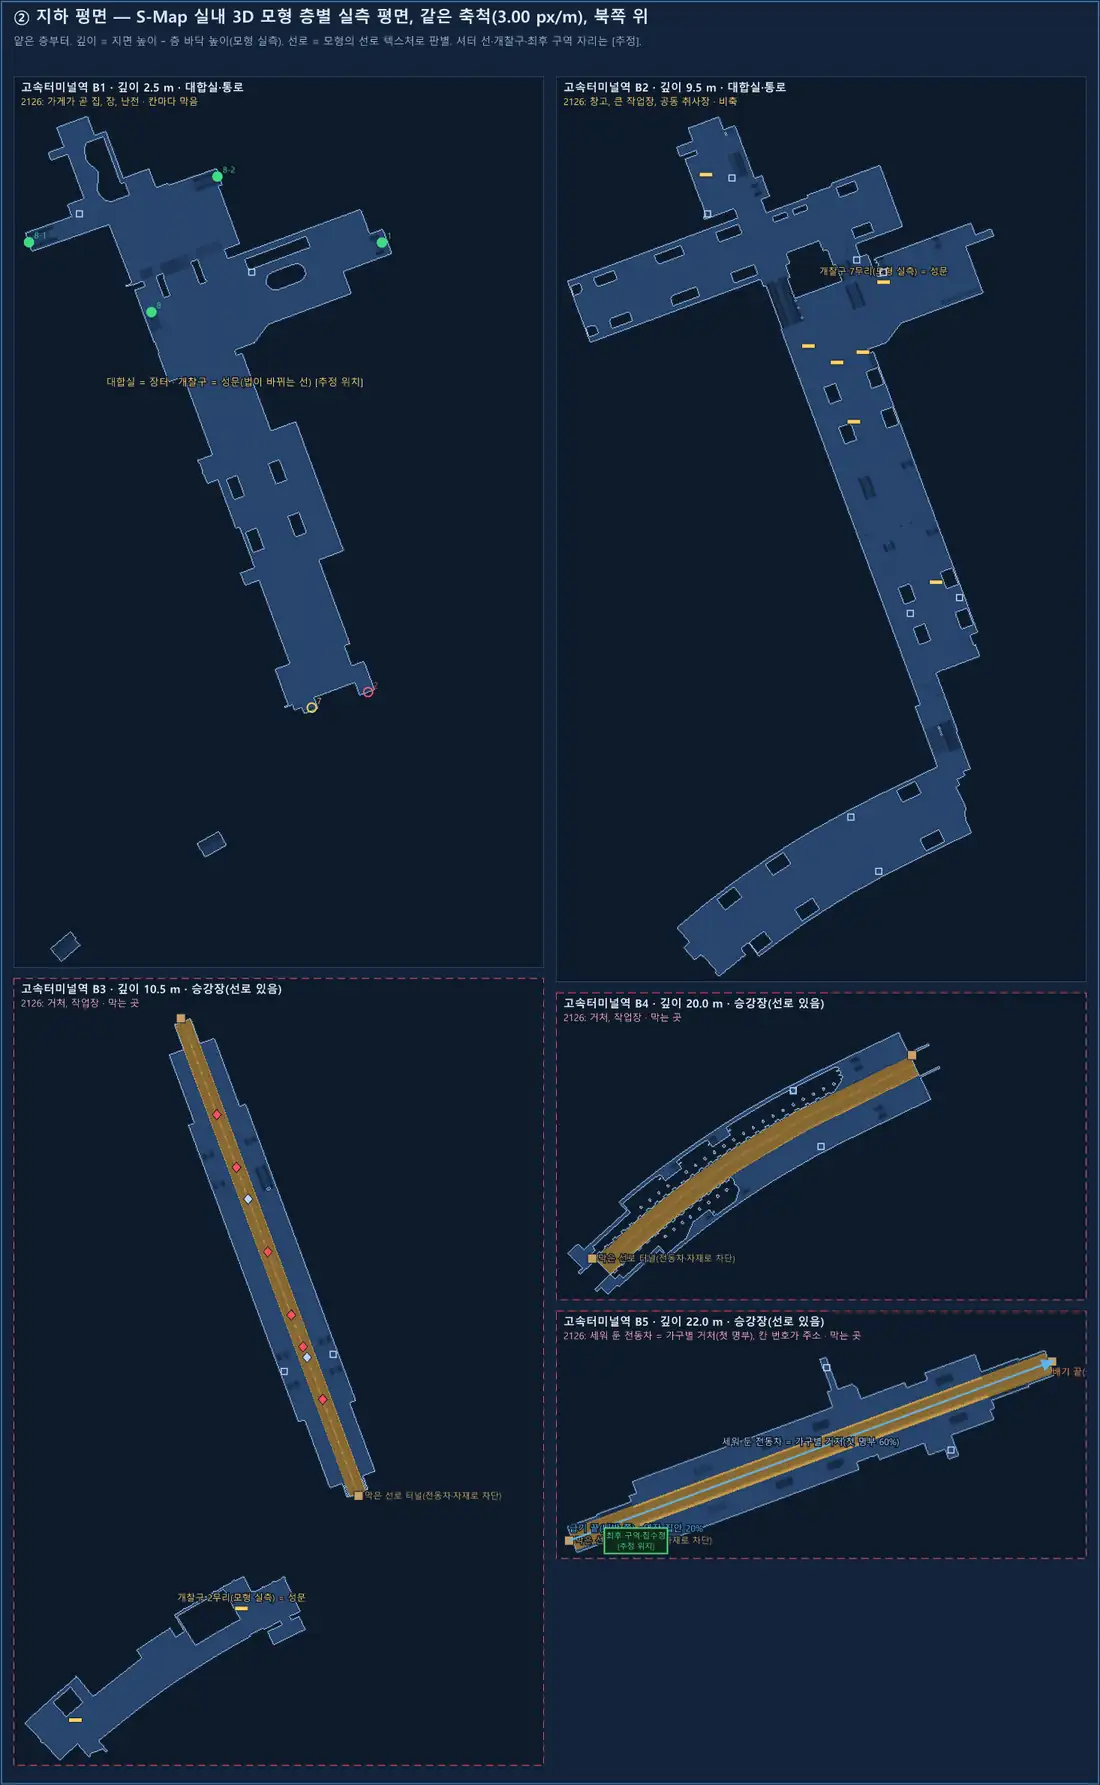 ② 지하 평면 — S-Map 실내 3D 모형 층별 실측 평면, 같은 축척(3.00 px/m), 북쪽 위
얕은 층부터. 깊이 = 지면 높이 − 층 바닥 높이(모형 실측). 선로 = 모형의 선로 텍스처로 판별. 셔터 선·개찰구·최후 구역 자리는 [추정].
고속터미널역 B1 · 깊이 2.5 m · 대합실·통로
2126: 가게가 곧 집, 장, 난전 · 칸마다 막음
8-2
8-1
1
8
대합실 = 장터 · 개찰구 = 성문(법이 바뀌는 선) [추정 위치]
7
2
고속터미널역 B2 · 깊이 9.5 m · 대합실·통로
2126: 창고, 큰 작업장, 공동 취사장 · 비축
개찰구 7무리(모형 실측) = 성문
고속터미널역 B3 · 깊이 10.5 m · 승강장(선로 있음)
2126: 거처, 작업장 · 막는 곳
막은 선로 터널(전동차·자재로 차단)
개찰구 2무리(모형 실측) = 성문
고속터미널역 B4 · 깊이 20.0 m · 승강장(선로 있음)
2126: 거처, 작업장 · 막는 곳
막은 선로 터널(전동차·자재로 차단)
고속터미널역 B5 · 깊이 22.0 m · 승강장(선로 있음)
2126: 세워 둔 전동차 = 가구별 거처(첫 명부), 칸 번호가 주소 · 막는 곳
배기 끝(
세워 둔 전동차 = 가구별 거처(첫 명부 60%)
급기 끝 20%
자재로 차단)
최후 구역·집수정
(추정 위치)